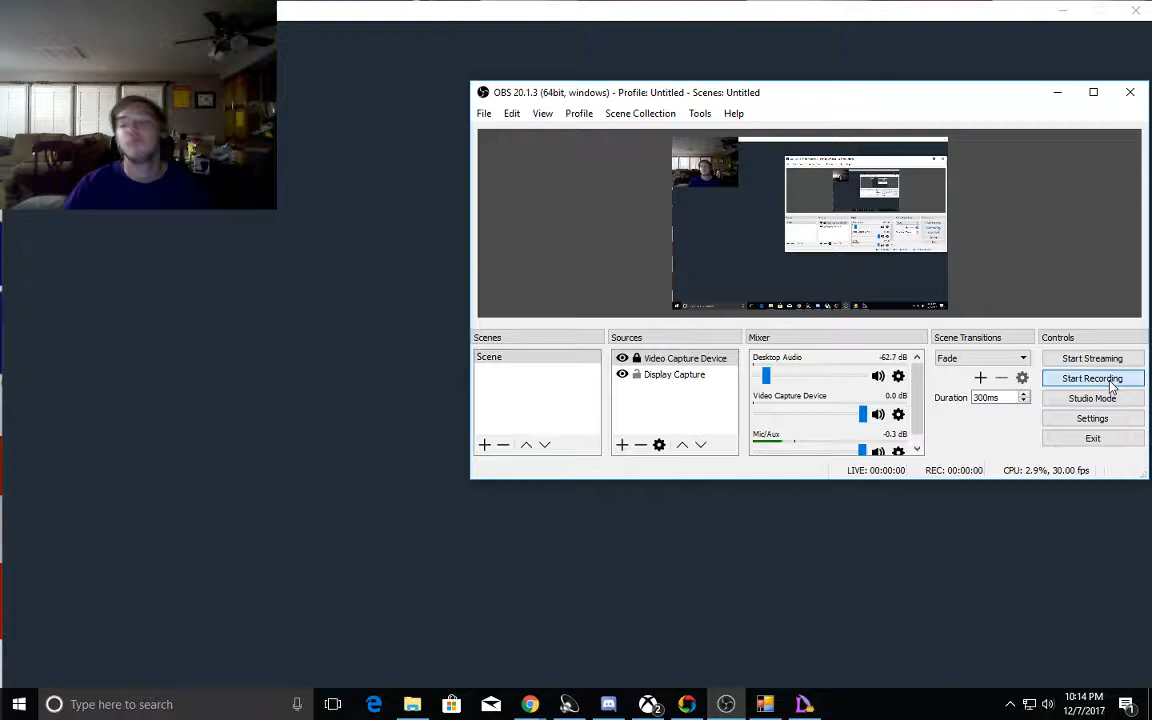 OBS 20.1.3 (64bit, windows) - Profile: Untitled - Scenes: Untitled
File Edit View Profile Scene Collection Tools Help
Scenes
Scene
Sources
Video Capture Device
Display Capture
Mixer
Desktop Audio -62.7 dB
Video Capture Device 0.0 dB
Mic/Aux -0.3 dB
Scene Transitions
Fade
Duration 300ms
Controls
Start Streaming
Start Recording
Studio Mode
Settings
Exit
LIVE: 00:00:00 REC: 00:00:00 CPU: 2.9%, 30.00 fps
Type here to search
2
10:14 PM
12/7/2017
1